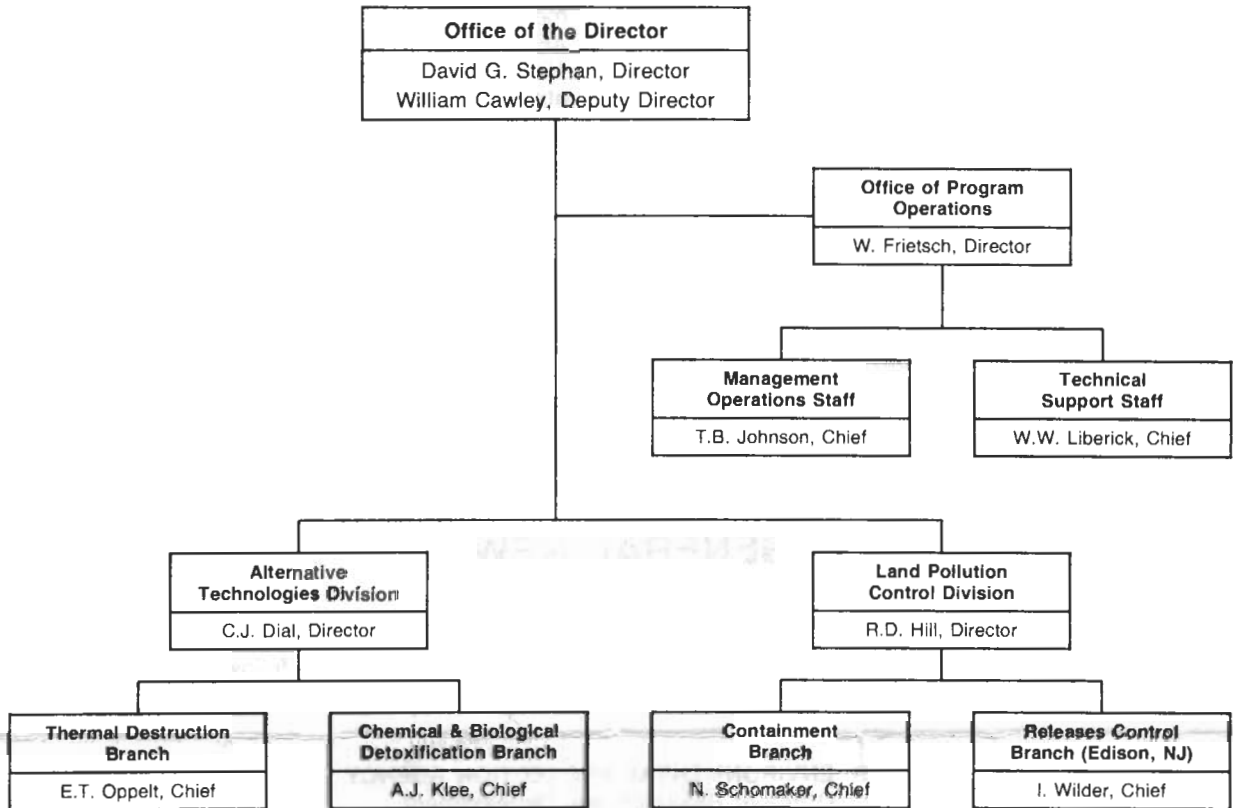 Office of the Director
David G. Stephan, Director
William Cawley, Deputy Director
Office of Program
Operations
W. Frietsch, Director
Management
Operations Staff
T.B. Johnson, Chief
Technical
Support Staff
W.W. Liberick, Chief
Alternative
Technologies Division
C.J. Dial, Director
Land Pollution
Control Division
R.D. Hill, Director
Thermal Destruction
Branch
E.T. Oppelt, Chief
Chemical & Biological
Detoxification Branch
A.J. Klee, Chief
Containment
Branch
N. Schomaker, Chief
Releases Control
Branch (Edison, NJ)
I. Wilder, Chief